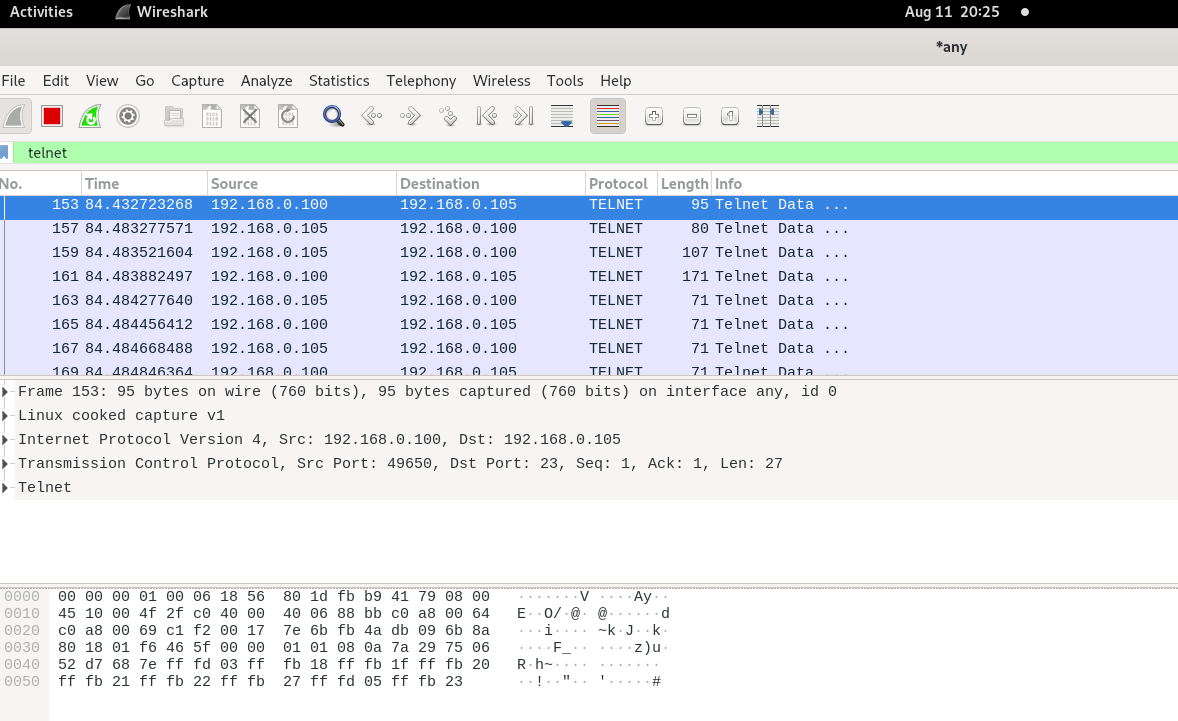 Activities Wireshark Aug 11 20:25
*any
File Edit View Go Capture Analyze Statistics Telephony Wireless Tools Help
telnet
No. Time Source Destination Protocol Length Info
153 84.432723268 192.168.0.100 192.168.0.105 TELNET 95 Telnet Data ...
157 84.483277571 192.168.0.105 192.168.0.100 TELNET 80 Telnet Data ...
159 84.483521604 192.168.0.105 192.168.0.100 TELNET 107 Telnet Data ...
161 84.483882497 192.168.0.100 192.168.0.105 TELNET 171 Telnet Data ...
163 84.484277640 192.168.0.105 192.168.0.100 TELNET 71 Telnet Data ...
165 84.484456412 192.168.0.100 192.168.0.105 TELNET 71 Telnet Data ...
167 84.484668488 192.168.0.105 192.168.0.100 TELNET 71 Telnet Data ...
169 84.484846364 192.168.0.100 192.168.0.105 TELNET 71 Telnet Data ...
Frame 153: 95 bytes on wire (760 bits), 95 bytes captured (760 bits) on interface any, id 0
Linux cooked capture v1
Internet Protocol Version 4, Src: 192.168.0.100, Dst: 192.168.0.105
Transmission Control Protocol, Src Port: 49650, Dst Port: 23, Seq: 1, Ack: 1, Len: 27
Telnet
0000 00 00 00 01 00 06 18 56 80 1d fb b9 41 79 08 00 ·······V ····Ay··
0010 45 10 00 4f 2f c0 40 00 40 06 88 bb c0 a8 00 64 E··O/·@· @······d
0020 c0 a8 00 69 c1 f2 00 17 7e 6b fb 4a db 09 6b 8a ···i···· ~k·J··k·
0030 80 18 01 f6 46 5f 00 00 01 01 08 0a 7a 29 75 06 ····F_·· ····z)u·
0040 52 d7 68 7e ff fd 03 ff fb 18 ff fb 1f ff fb 20 R·h~···· ·······
0050 ff fb 21 ff fb 22 ff fb 27 ff fd 05 ff fb 23 ··!··"·· '·····#